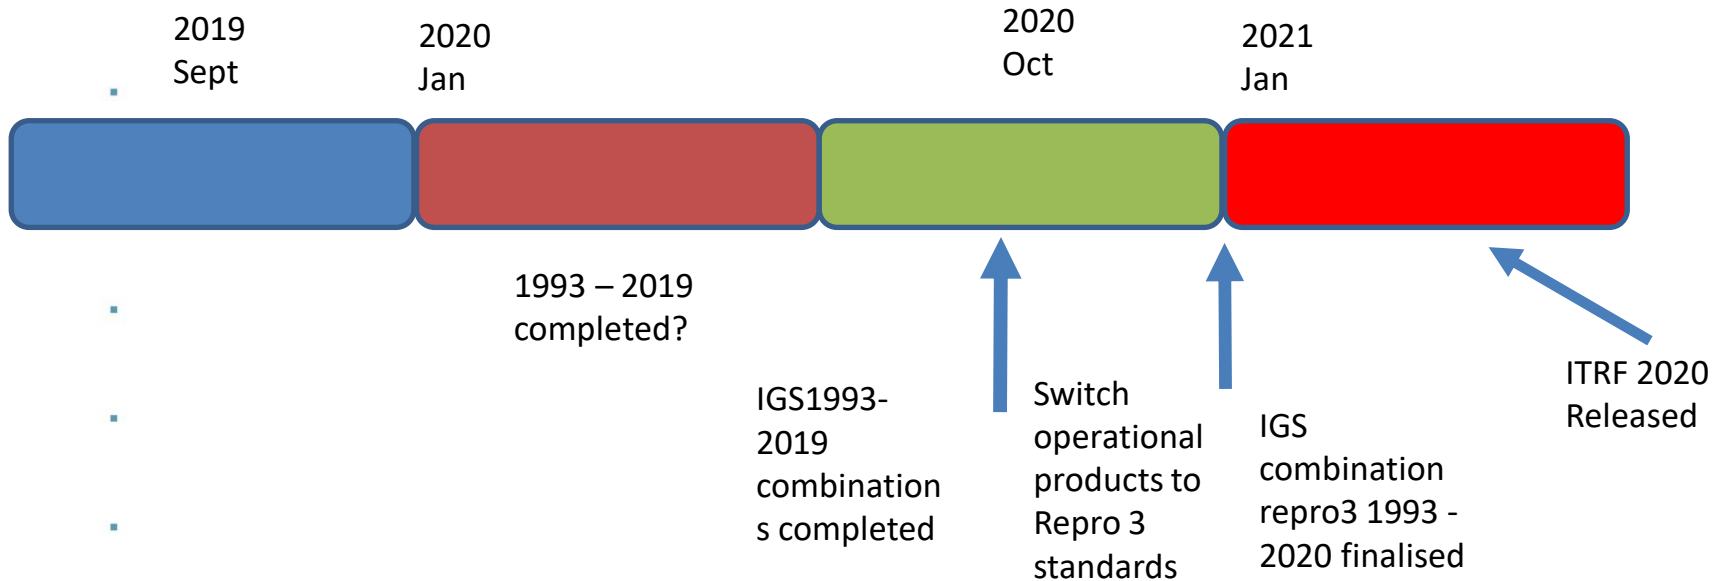 2019
Sept
2020
Jan
2020
Oct
2021
Jan
1993 – 2019
completed?
IGS1993-
2019
combination
s completed
Switch
operational
products to
Repro 3
standards
IGS
combination
repro3 1993 -
2020 finalised
ITRF 2020
Released